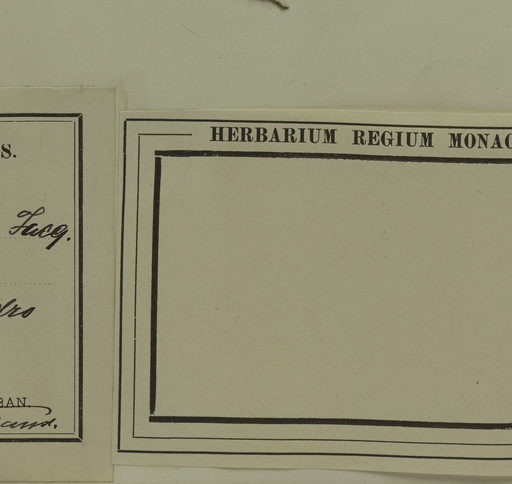 S.
Jacq.
BAN.
HERBARIUM REGIUM MONAC